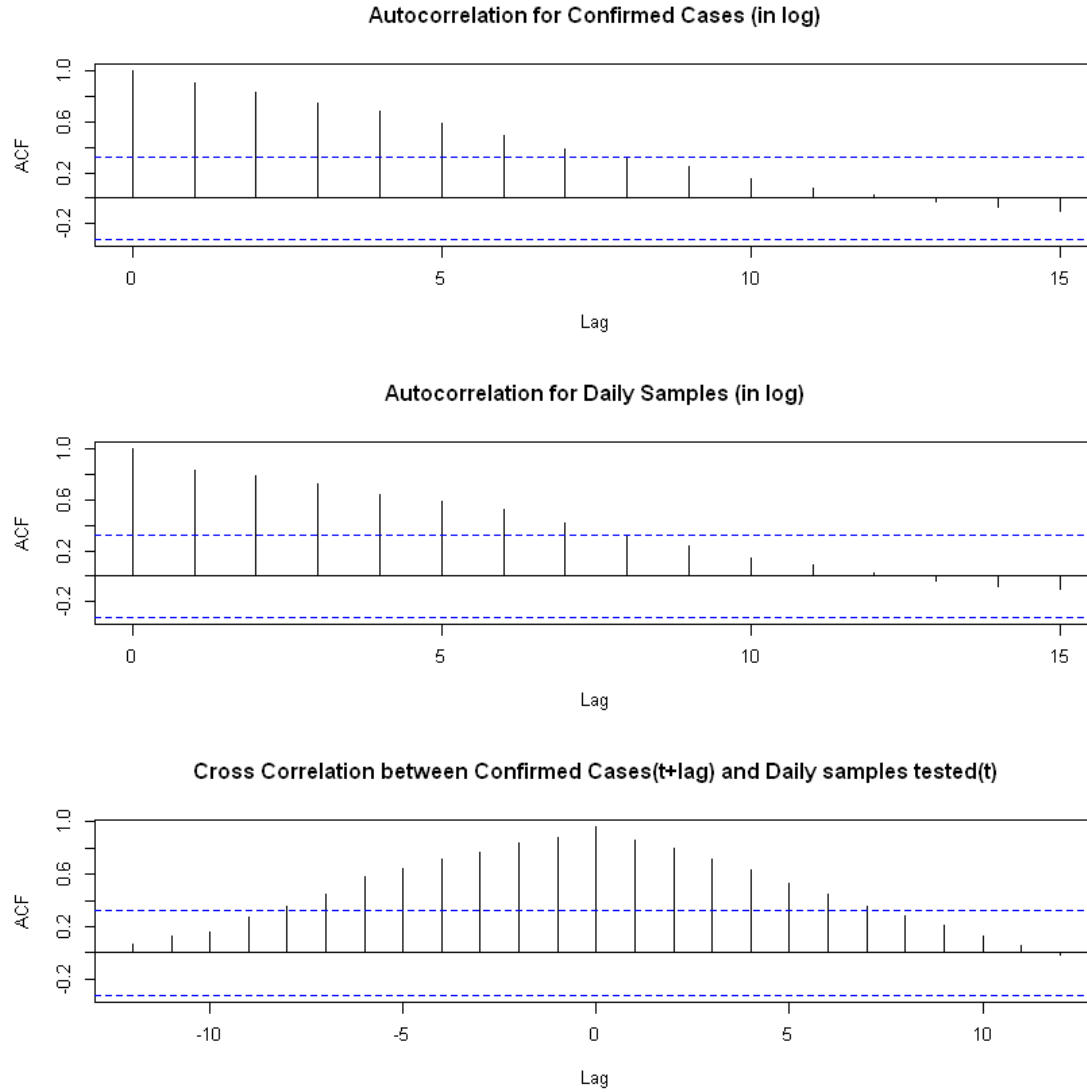 Autocorrelation for Confirmed Cases (in log)
ACF
1.0
0.6
0.2
-0.2
0 5 10 15
Lag
Autocorrelation for Daily Samples (in log)
ACF
1.0
0.6
0.2
-0.2
0 5 10 15
Lag
Cross Correlation between Confirmed Cases(t+lag) and Daily samples tested(t)
ACF
1.0
0.6
0.2
-0.2
-10 -5 0 5 10
Lag